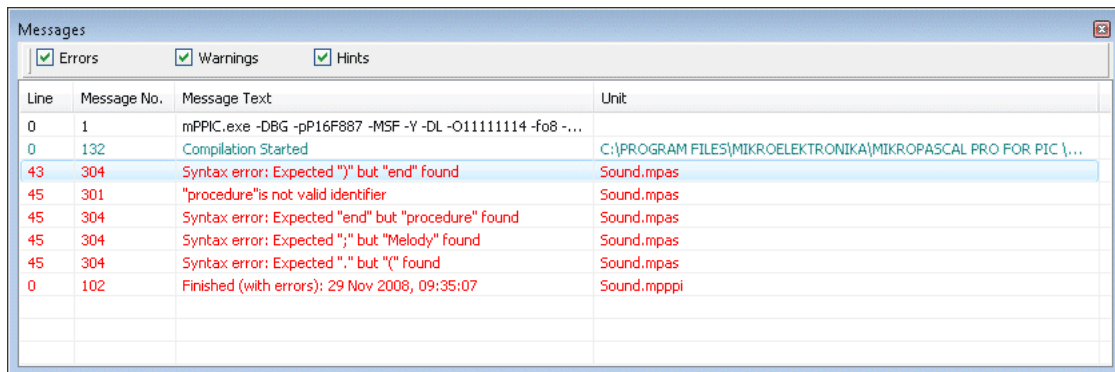 Messages
Errors Warnings Hints
Line Message No. Message Text Unit
0 1 mPPIC.exe -DBG -pP16F887 -MSF -Y -DL -O11111114 -fo8 -...
0 132 Compilation Started C:\PROGRAM FILES\MIKROELEKTRONIKA\MIKROPASCAL PRO FOR PIC \...
43 304 Syntax error: Expected ")" but "end" found Sound.mpas
45 301 "procedure"is not valid identifier Sound.mpas
45 304 Syntax error: Expected "end" but "procedure" found Sound.mpas
45 304 Syntax error: Expected ";" but "Melody" found Sound.mpas
45 304 Syntax error: Expected "." but "(" found Sound.mpas
0 102 Finished (with errors): 29 Nov 2008, 09:35:07 Sound.mpppi